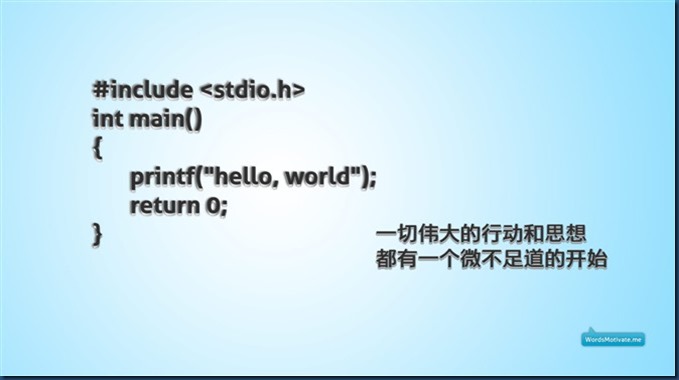 #include <stdio.h>
int main()
{
printf("hello, world");
return 0;
}
一切伟大的行动和思想
都有一个微不足道的开始
WordsMotivate.me